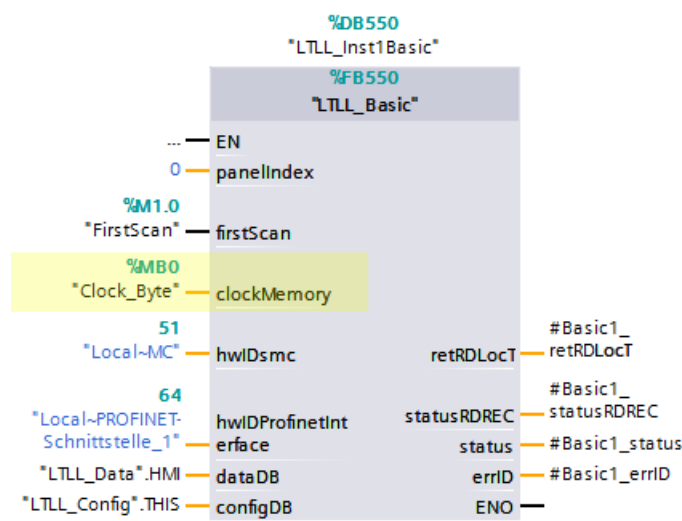 %DB550
"LTLL_Inst1Basic"
%FB550
"LTLL_Basic"
... EN
0 panelIndex
%M1.0
"FirstScan" firstScan
%MB0
"Clock_Byte" clockMemory
51
"Local~MC" hwIDsmc
#Basic1_
retRDLocT retRDLocT
64
"Local~PROFINET-
Schnittstelle_1"
hwIDProfinetInt
erface
#Basic1_
statusRDREC statusRDREC
status #Basic1_status
"LTLL_Data".HMI dataDB
errID #Basic1_errID
"LTLL_Config".THIS configDB
ENO